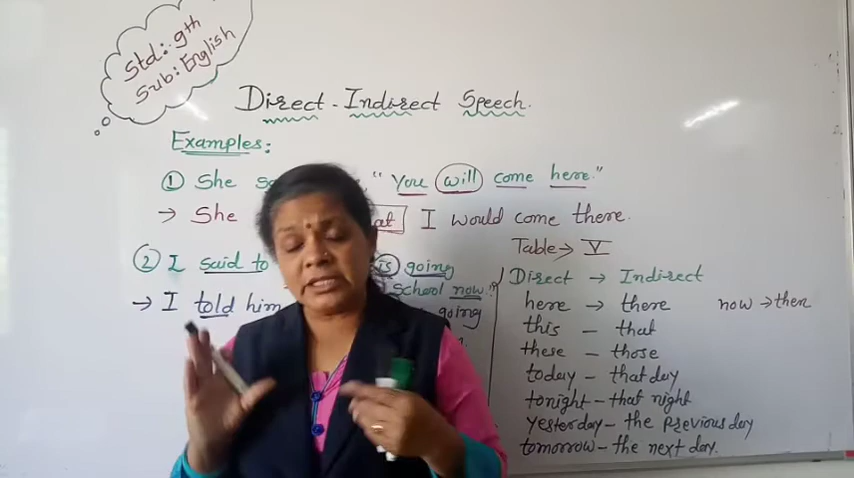 Std: 9th
Sub: English
Direct - Indirect Speech.
Examples:
① She "You will come here."
→ She I would come there.
② I said to is going
School now."
→ I told him going
Table → V
Direct → Indirect
here → there now → then
this - that
these - those
today - that day
tonight - that night
yesterday - the previous day
tomorrow - the next day.